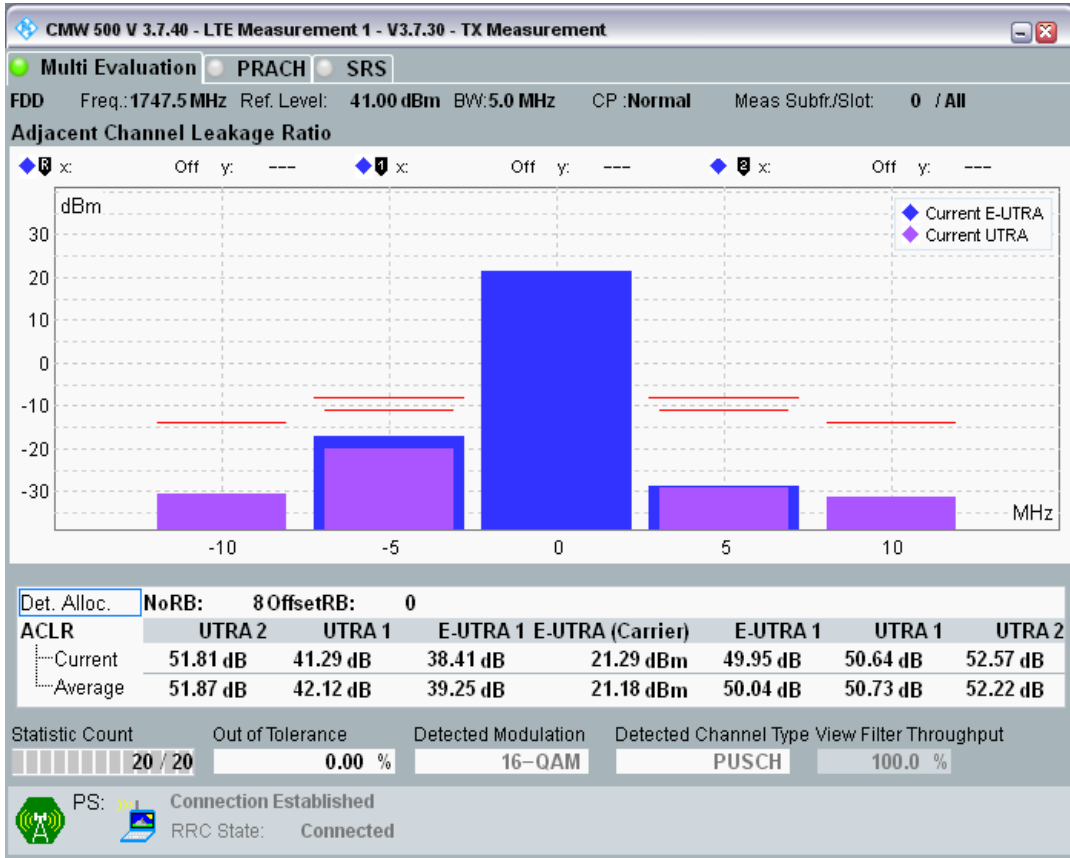 CMW 500 V 3.7.40 - LTE Measurement 1 - V3.7.30 - TX Measurement
Multi Evaluation PRACH SRS
FDD Freq.: 1747.5 MHz Ref. Level: 41.00 dBm BW: 5.0 MHz CP : Normal Meas Subfr./Slot: 0 / All
Adjacent Channel Leakage Ratio
R x: Off y: --- 1 x: Off y: --- 2 x: Off y: ---
dBm
Current E-UTRA
Current UTRA
30
20
10
0
-10
-20
-30
MHz
-10 -5 0 5 10
Det. Alloc. NoRB: 8 OffsetRB: 0
ACLR UTRA 2 UTRA 1 E-UTRA 1 E-UTRA (Carrier) E-UTRA 1 UTRA 1 UTRA 2
Current 51.81 dB 41.29 dB 38.41 dB 21.29 dBm 49.95 dB 50.64 dB 52.57 dB
Average 51.87 dB 42.12 dB 39.25 dB 21.18 dBm 50.04 dB 50.73 dB 52.22 dB
Statistic Count Out of Tolerance Detected Modulation Detected Channel Type View Filter Throughput
20 / 20 0.00 % 16-QAM PUSCH 100.0 %
PS: Connection Established
RRC State: Connected